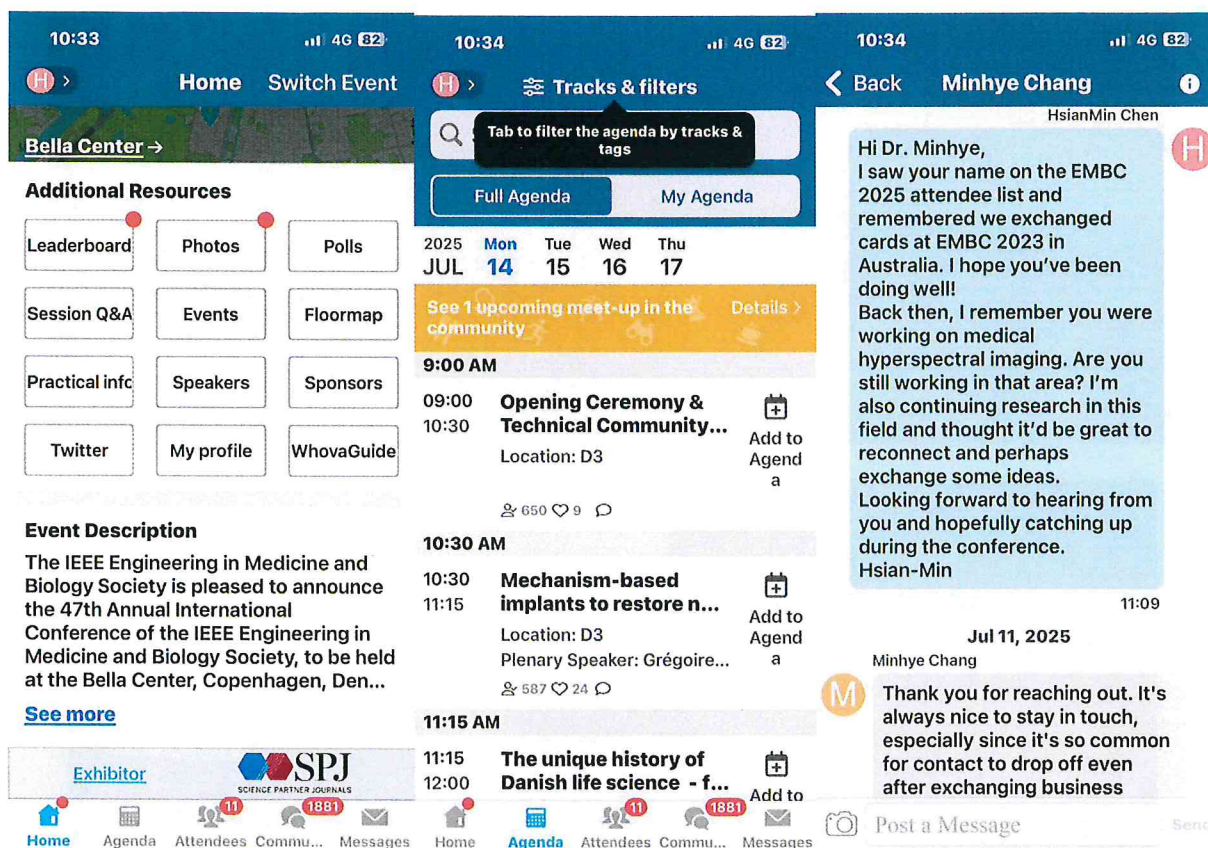 10:33
4G 82
H >
Home
Switch Event
Bella Center →
Additional Resources
Leaderboard
Photos
Polls
Session Q&A
Events
Floormap
Practical info
Speakers
Sponsors
Twitter
My profile
WhovaGuide
Event Description
The IEEE Engineering in Medicine and
Biology Society is pleased to announce
the 47th Annual International
Conference of the IEEE Engineering in
Medicine and Biology Society, to be held
at the Bella Center, Copenhagen, Den...
See more
Exhibitor
SPJ
SCIENCE PARTNER JOURNALS
11
1881
Home
Agenda
Attendees
Commu...
Messages
10:34
4G 82
H >
Tracks & filters
Tab to filter the agenda by tracks &
tags
Full Agenda
My Agenda
2025 Mon Tue Wed Thu
JUL 14 15 16 17
See 1 upcoming meet-up in the
community
Details >
9:00 AM
09:00
10:30
Opening Ceremony &
Technical Community...
Location: D3
Add to
Agend
a
650 9
10:30 AM
10:30
11:15
Mechanism-based
implants to restore n...
Location: D3
Plenary Speaker: Grégoire...
Add to
Agend
a
587 24
11:15 AM
11:15
12:00
The unique history of
Danish life science - f...
Add to
11
1881
Home
Agenda
Attendees
Commu...
Messages
10:34
4G 82
Back
Minhye Chang
HsianMin Chen
H
Hi Dr. Minhye,
I saw your name on the EMBC
2025 attendee list and
remembered we exchanged
cards at EMBC 2023 in
Australia. I hope you've been
doing well!
Back then, I remember you were
working on medical
hyperspectral imaging. Are you
still working in that area? I'm
also continuing research in this
field and thought it'd be great to
reconnect and perhaps
exchange some ideas.
Looking forward to hearing from
you and hopefully catching up
during the conference.
Hsian-Min
11:09
Jul 11, 2025
Minhye Chang
M
Thank you for reaching out. It's
always nice to stay in touch,
especially since it's so common
for contact to drop off even
after exchanging business
Post a Message
Send